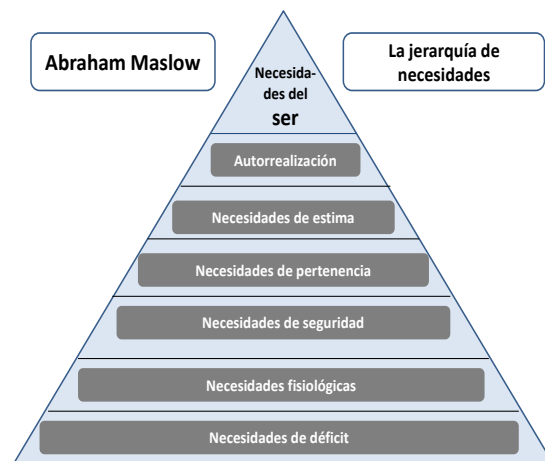 Abraham Maslow
La jerarquía de
necesidades
Necesida-
des del
ser
Autorrealización
Necesidades de estima
Necesidades de pertenencia
Necesidades de seguridad
Necesidades fisiológicas
Necesidades de déficit